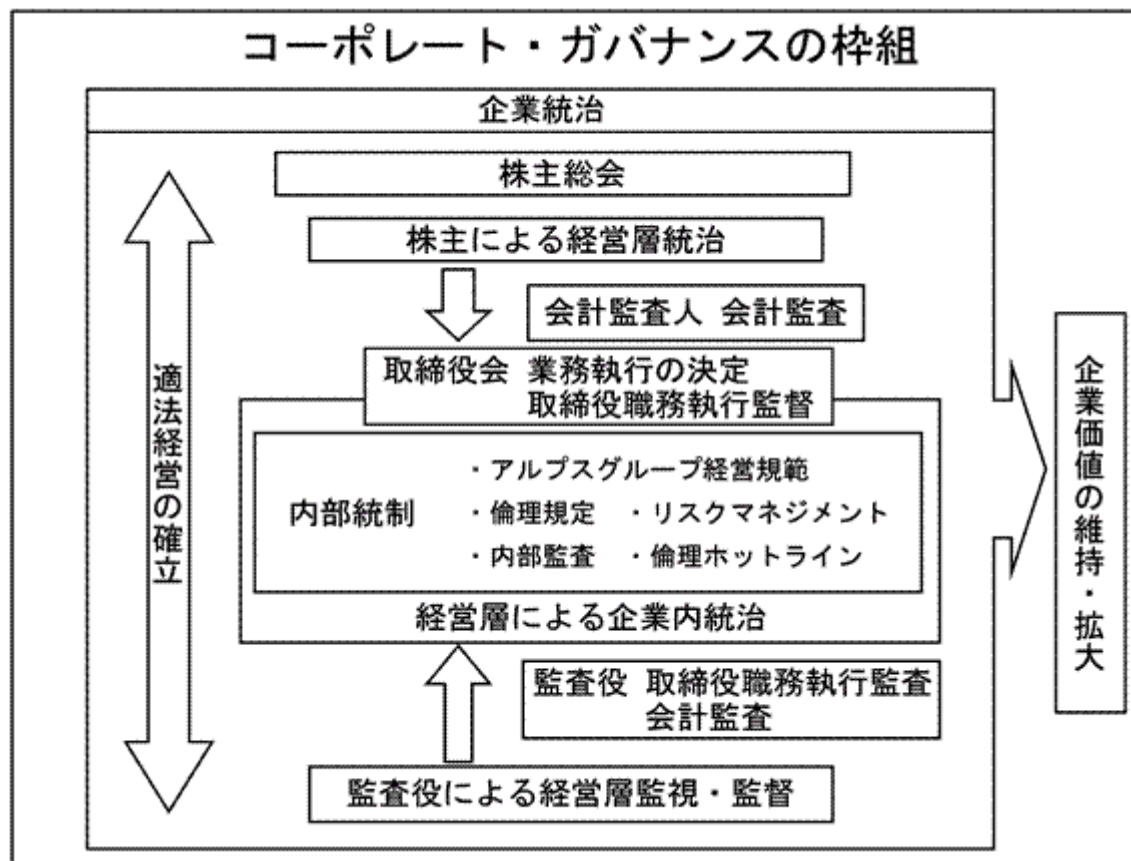 コーポレート・ガバナンスの枠組
企業統治
株主総会
株主による経営層統治
会計監査人 会計監査
取締役会 業務執行の決定
取締役職務執行監督
・アルプスグループ経営規範
内部統制 ・倫理規定 ・リスクマネジメント
・内部監査 ・倫理ホットライン
経営層による企業内統治
監査役 取締役職務執行監査
会計監査
監査役による経営層監視・監督
適法経営の確立
企業価値の維持・拡大